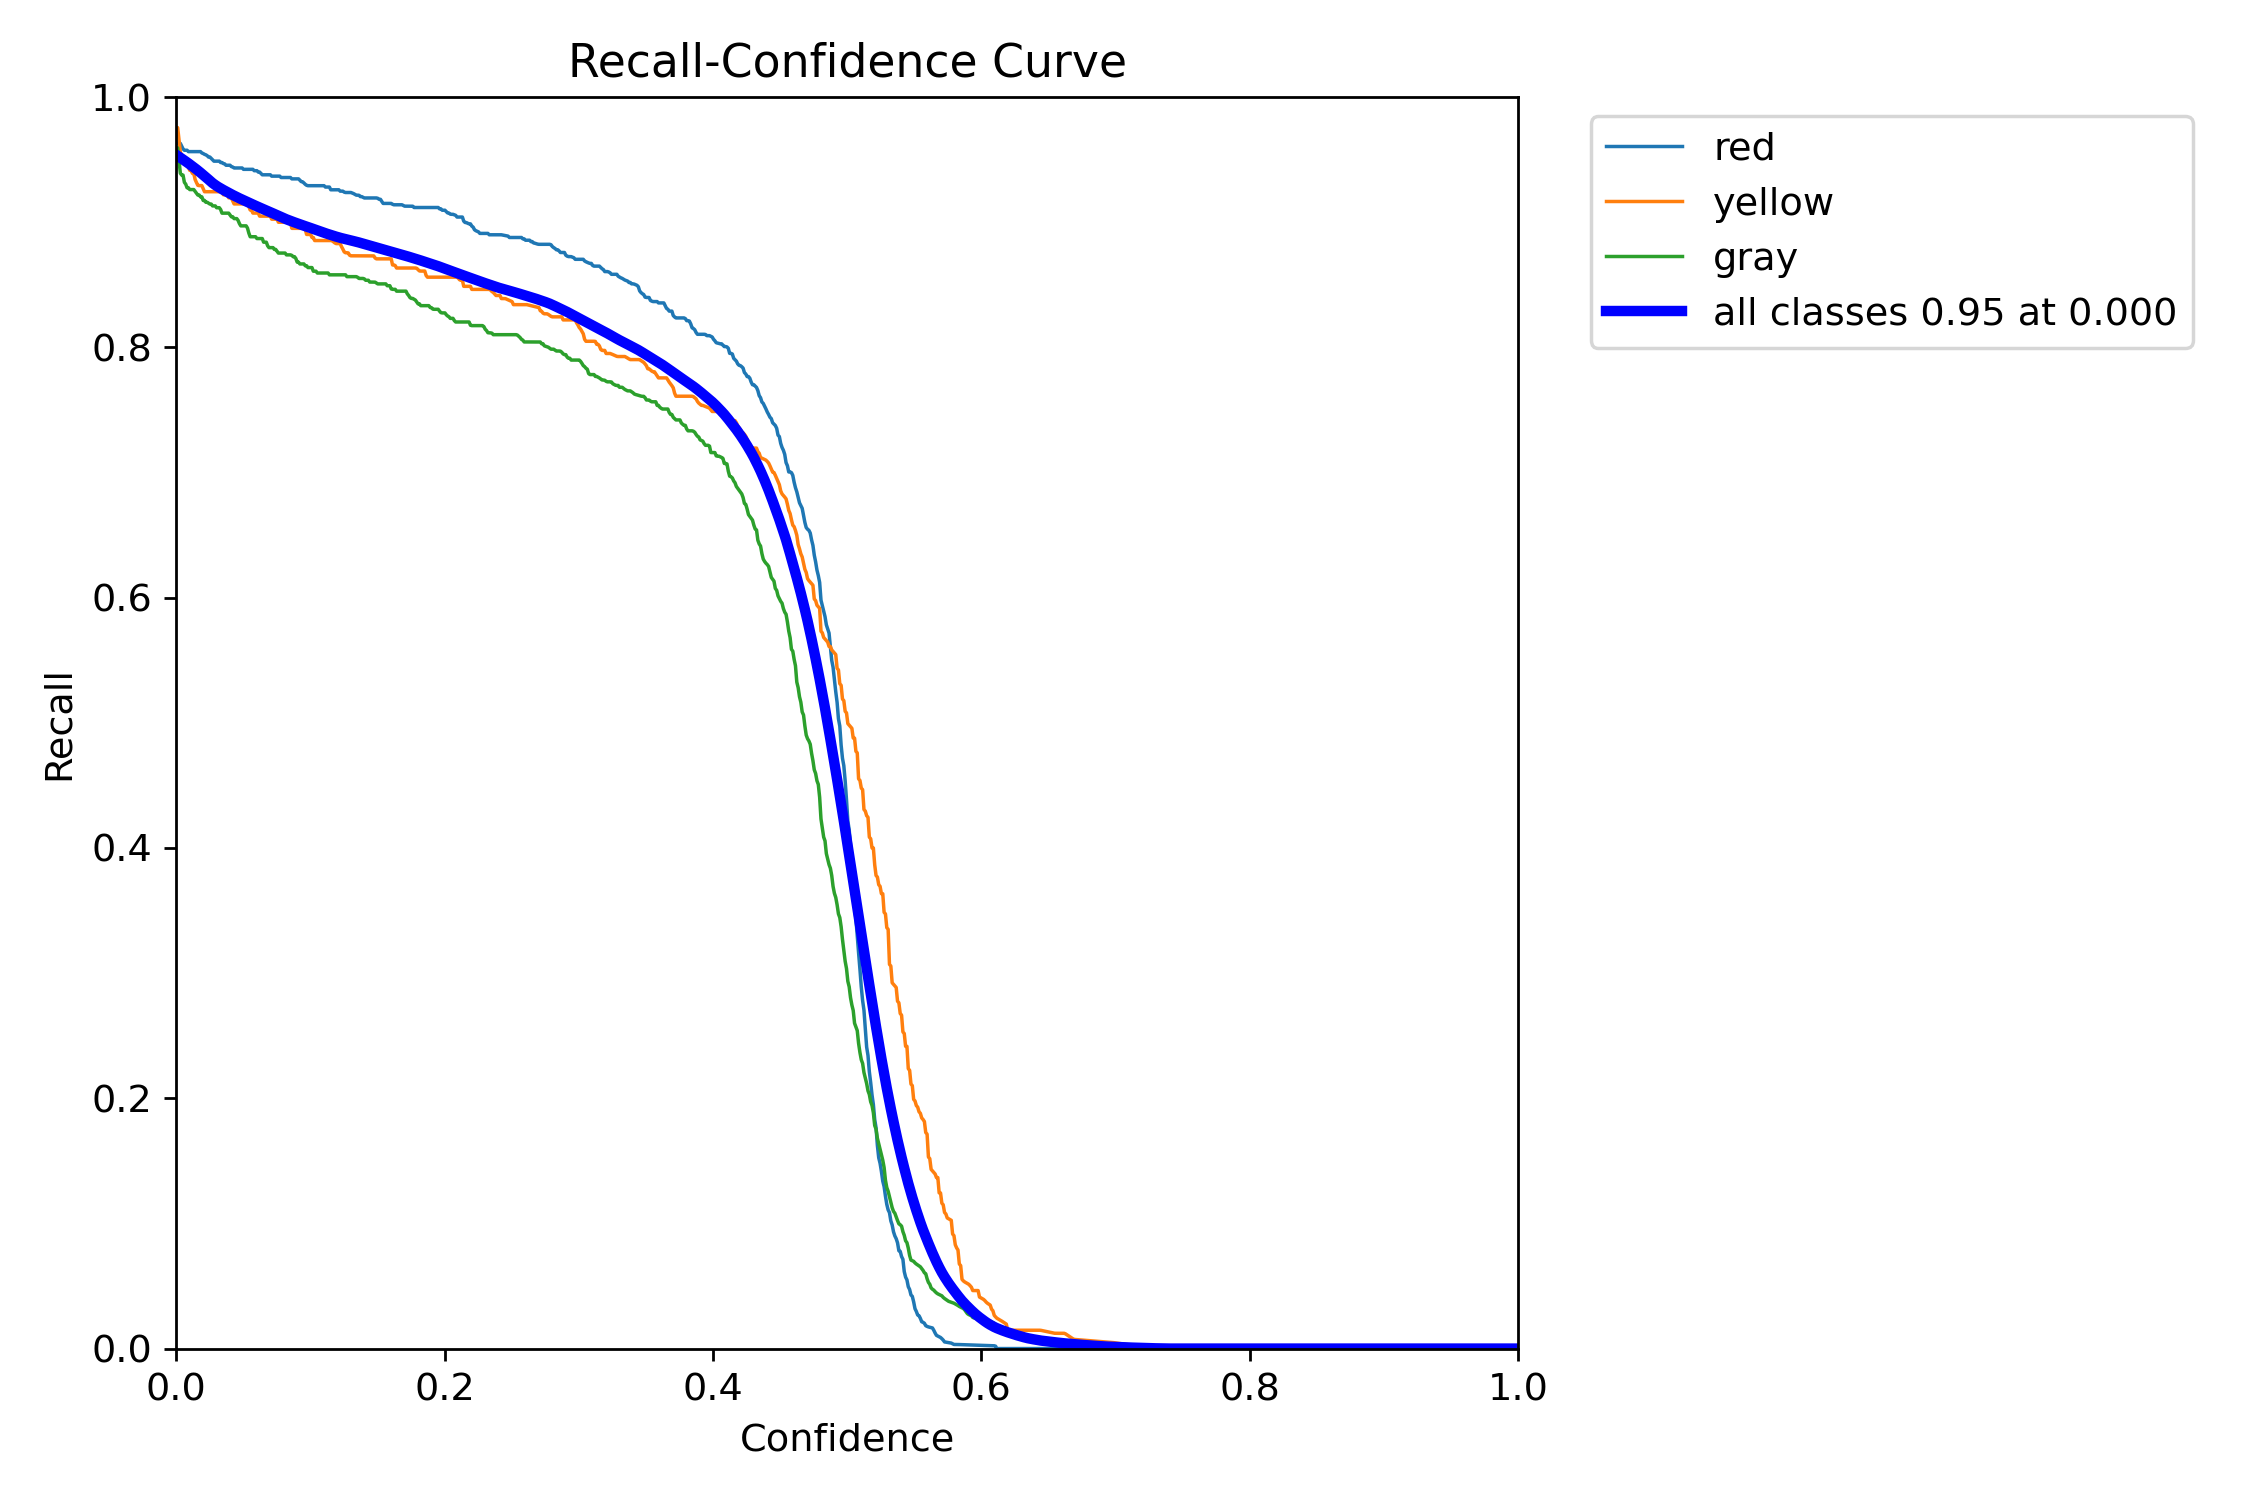 Recall-Confidence Curve
1.0
0.8
0.6
0.4
0.2
0.0
Recall
0.0 0.2 0.4 0.6 0.8 1.0
Confidence
red
yellow
gray
all classes 0.95 at 0.000